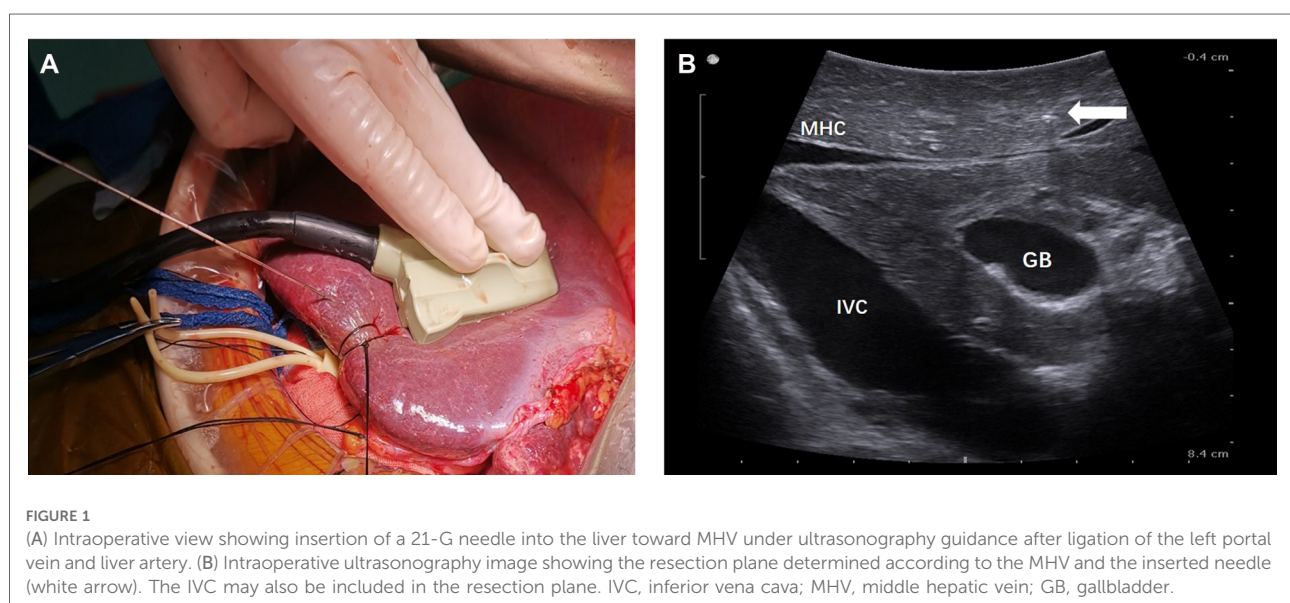 A
B
-0.4 cm
MHC
GB
IVC
8.4 cm
FIGURE 1
(A) Intraoperative view showing insertion of a 21-G needle into the liver toward MHV under ultrasonography guidance after ligation of the left portal
vein and liver artery. (B) Intraoperative ultrasonography image showing the resection plane determined according to the MHV and the inserted needle
(white arrow). The IVC may also be included in the resection plane. IVC, inferior vena cava; MHV, middle hepatic vein; GB, gallbladder.